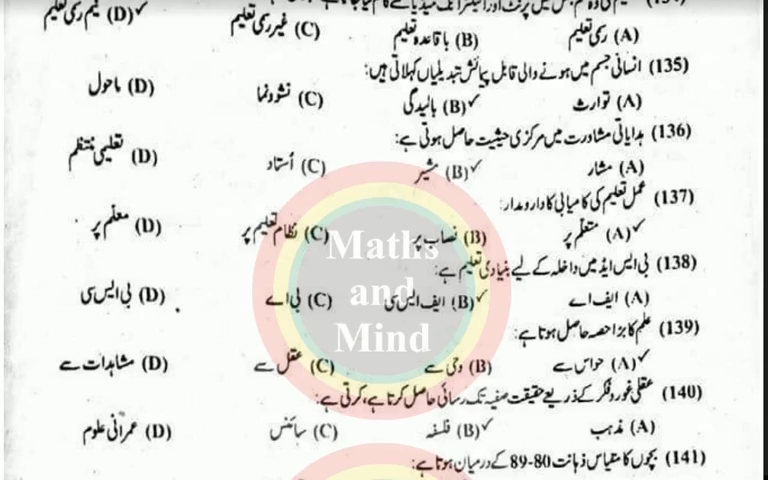 (A) رسمی تعلیم (B) باقاعدہ تعلیم (C) غیر رسمی تعلیم (D)✓ نیم رسمی تعلیم
(135) انسانی جسم میں ہونے والی قابل پیمائش تبدیلیاں کہلاتی ہیں:
(A) توارث (B)✓ بالیدگی (C) نشوونما (D) ماحول
(136) ہدایاتی مشاورت میں مرکزی حیثیت حاصل ہوتی ہے:
(A) مشار (B)✓ مشیر (C) اُستاد (D) تعلیمی منتظم
(137) عمل تعلیم کی کامیابی کا دارومدار:
(A)✓ متعلم پر (B) نصاب پر (C) نظام تعلیم پر (D) معلم پر
(138) بی ایس ایڈ میں داخلہ کے لیے بنیادی تعلیم ہے:
(A) ایف اے (B)✓ ایف ایس سی (C) بی اے (D) بی ایس سی
(139) علم کا بڑا حصہ حاصل ہوتا ہے:
(A)✓ حواس سے (B) وحی سے (C) عقل سے (D) مشاہدات سے
(140) عقلی غوروفکر کے ذریعے حقیقت صفیہ تک رسائی حاصل کرتا ہے، کرتی ہے:
(A) مذہب (B)✓ فلسفہ (C) سائنس (D) عمرانی علوم
(141) بچوں کا مقیاس ذہانت 80-89 کے درمیان ہوتا ہے:
Maths
and
Mind